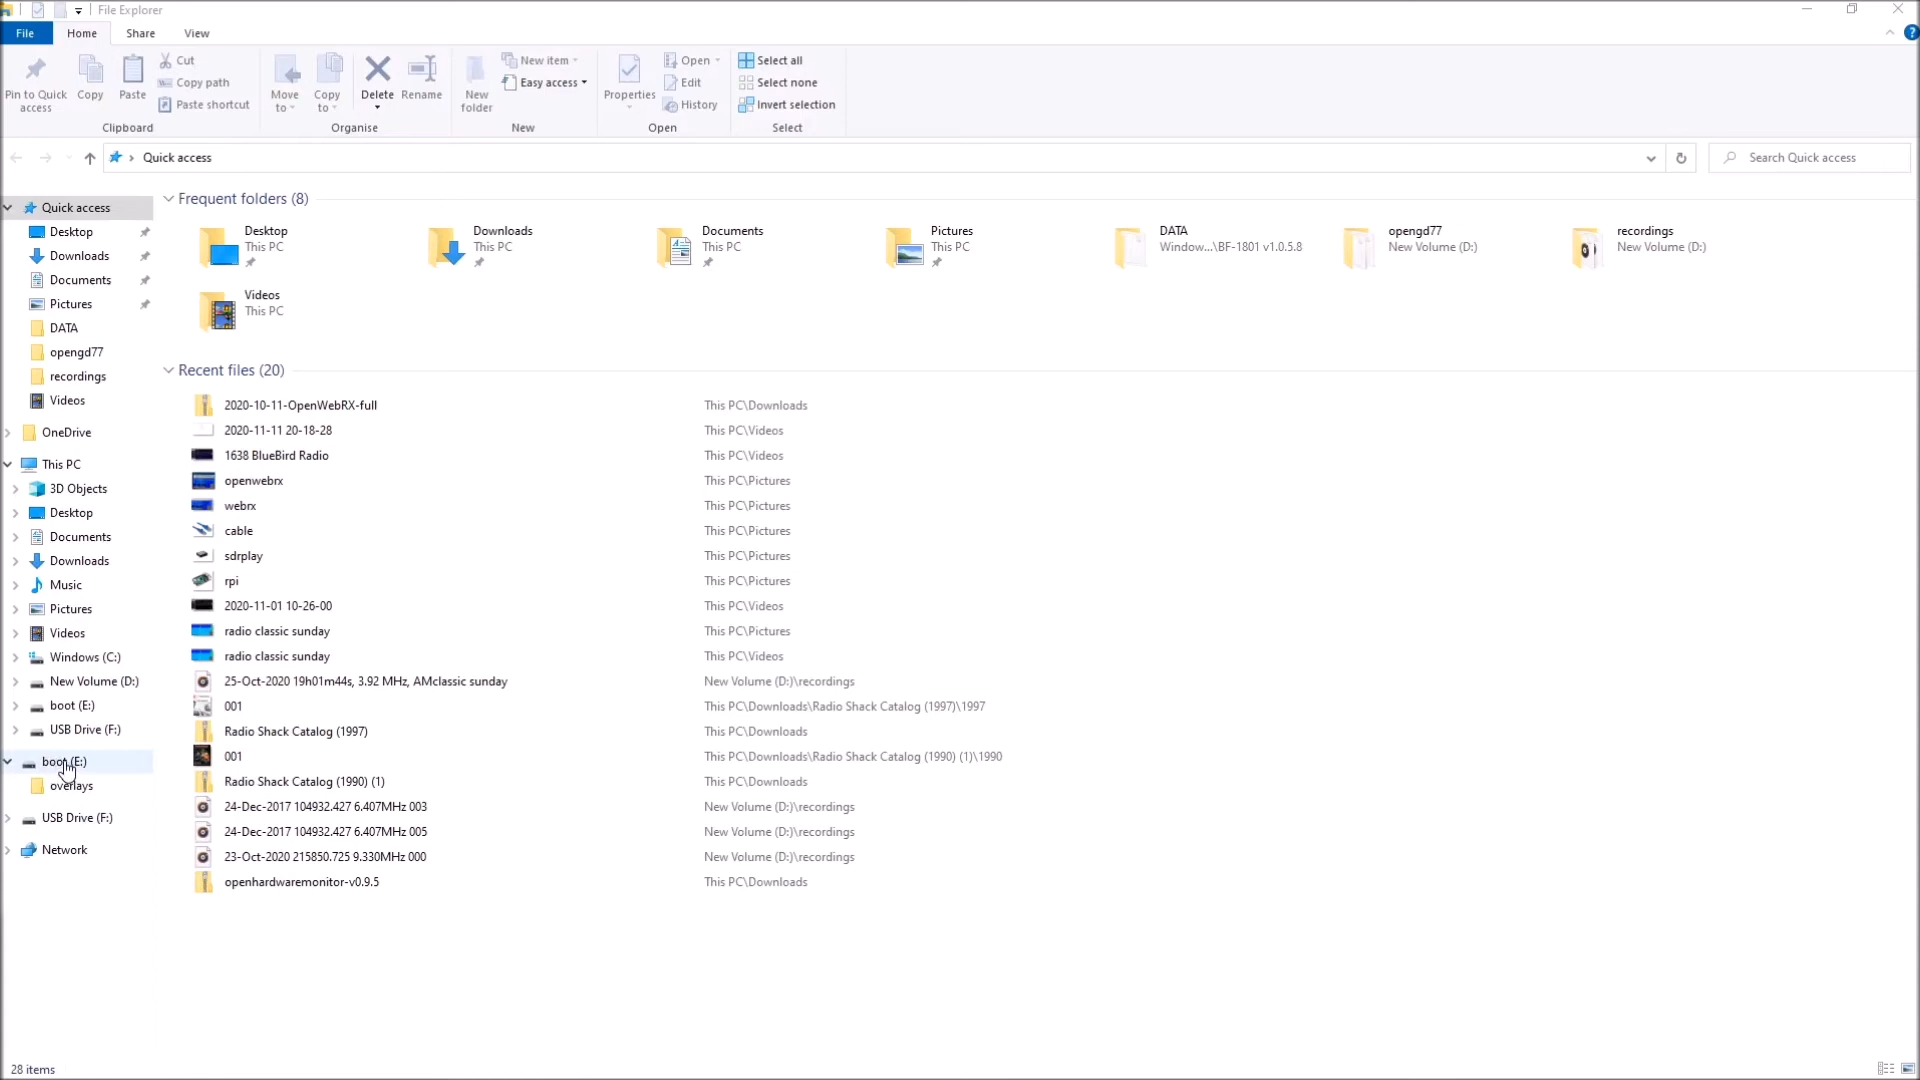 File Explorer
File Home Share View
Pin to Quick access
Copy
Paste
Cut
Copy path
Paste shortcut
Clipboard
Move to
Copy to
Delete
Rename
Organise
New folder
New item
Easy access
New
Properties
Open
Edit
History
Open
Select all
Select none
Invert selection
Select
Quick access
Search Quick access
Quick access
Desktop
Downloads
Documents
Pictures
DATA
opengd77
recordings
Videos
OneDrive
This PC
3D Objects
Desktop
Documents
Downloads
Music
Pictures
Videos
Windows (C:)
New Volume (D:)
boot (E:)
USB Drive (F:)
boot (E:)
overlays
USB Drive (F:)
Network
Frequent folders (8)
Desktop
This PC
Downloads
This PC
Documents
This PC
Pictures
This PC
DATA
Window...\BF-1801 v1.0.5.8
opengd77
New Volume (D:)
recordings
New Volume (D:)
Videos
This PC
Recent files (20)
2020-10-11-OpenWebRX-full This PC\Downloads
2020-11-11 20-18-28 This PC\Videos
1638 BlueBird Radio This PC\Videos
openwebrx This PC\Pictures
webrx This PC\Pictures
cable This PC\Pictures
sdrplay This PC\Pictures
rpi This PC\Pictures
2020-11-01 10-26-00 This PC\Videos
radio classic sunday This PC\Pictures
radio classic sunday This PC\Videos
25-Oct-2020 19h01m44s, 3.92 MHz, AMclassic sunday New Volume (D:)\recordings
001 This PC\Downloads\Radio Shack Catalog (1997)\1997
Radio Shack Catalog (1997) This PC\Downloads
001 This PC\Downloads\Radio Shack Catalog (1990) (1)\1990
Radio Shack Catalog (1990) (1) This PC\Downloads
24-Dec-2017 104932.427 6.407MHz 003 New Volume (D:)\recordings
24-Dec-2017 104932.427 6.407MHz 005 New Volume (D:)\recordings
23-Oct-2020 215850.725 9.330MHz 000 New Volume (D:)\recordings
openhardwaremonitor-v0.9.5 This PC\Downloads
28 items